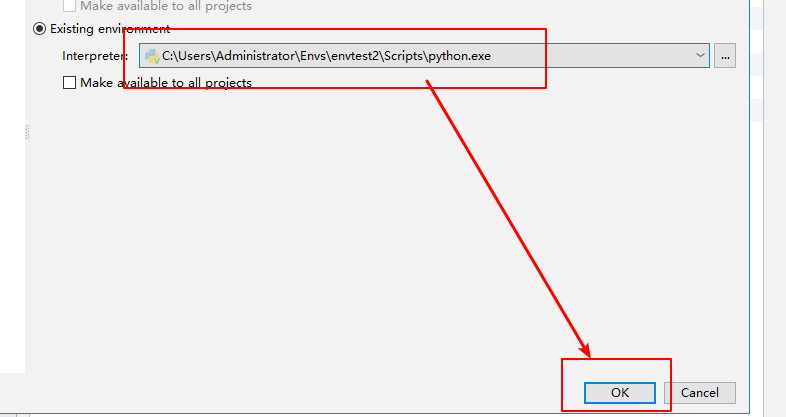 Make available to all projects
Existing environment
Interpreter: C:\Users\Administrator\Envs\envtest2\Scripts\python.exe ...
Make available to all projects
OK Cancel